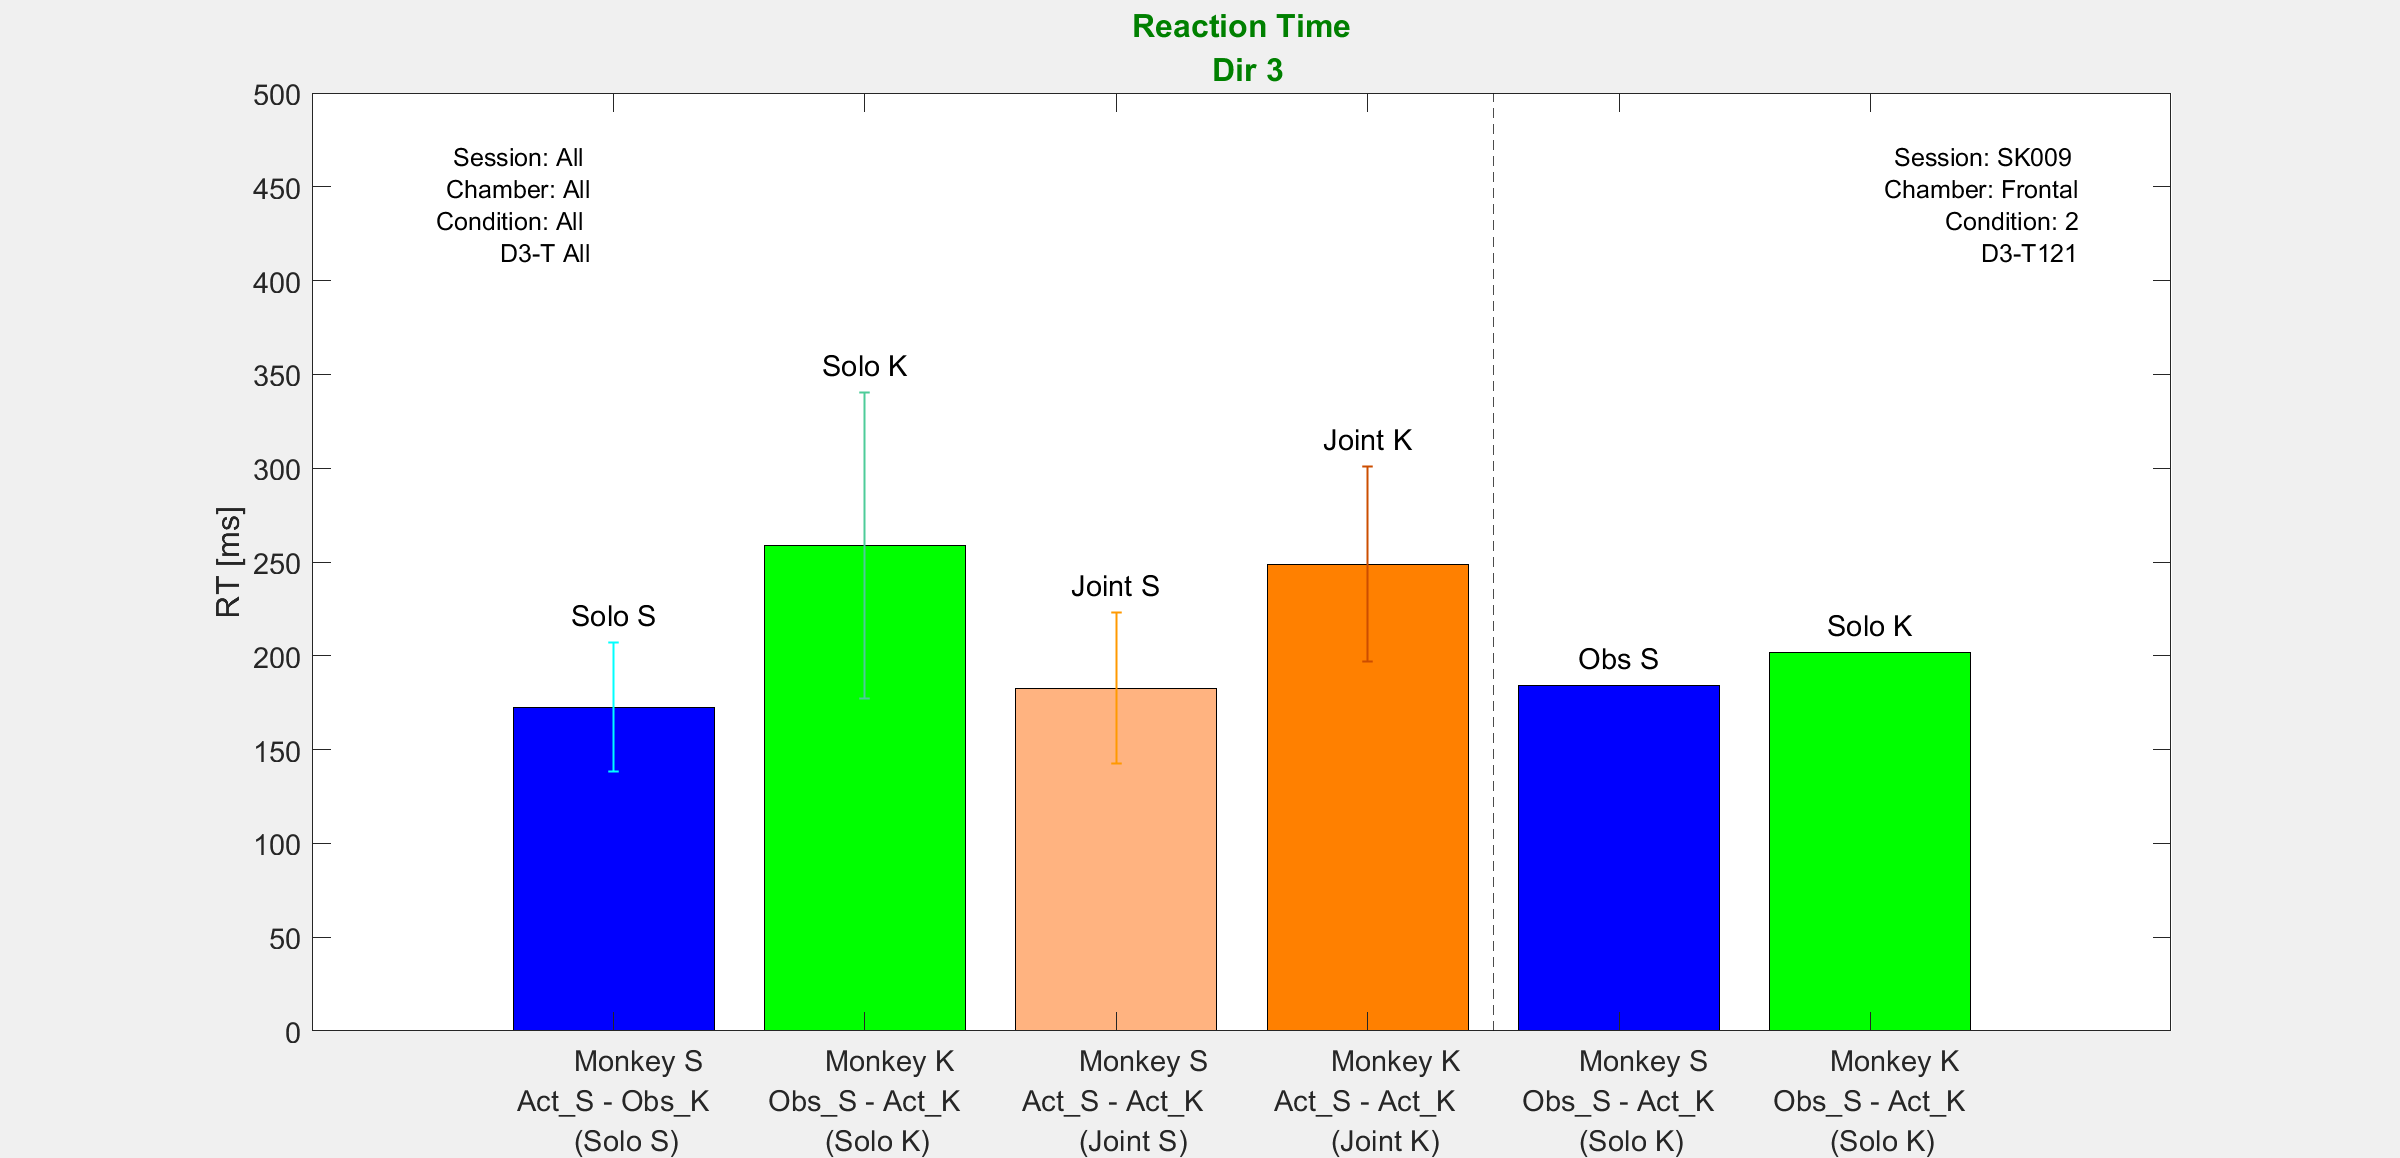 Reaction Time
Dir 3
500
450
400
350
300
250
200
150
100
50
0
RT [ms]
Session: All
Chamber: All
Condition: All
D3-T All
Session: SK009
Chamber: Frontal
Condition: 2
D3-T121
Solo S
Solo K
Joint S
Joint K
Obs S
Solo K
Monkey S
Act_S - Obs_K
(Solo S)
Monkey K
Obs_S - Act_K
(Solo K)
Monkey S
Act_S - Act_K
(Joint S)
Monkey K
Act_S - Act_K
(Joint K)
Monkey S
Obs_S - Act_K
(Solo K)
Monkey K
Obs_S - Act_K
(Solo K)